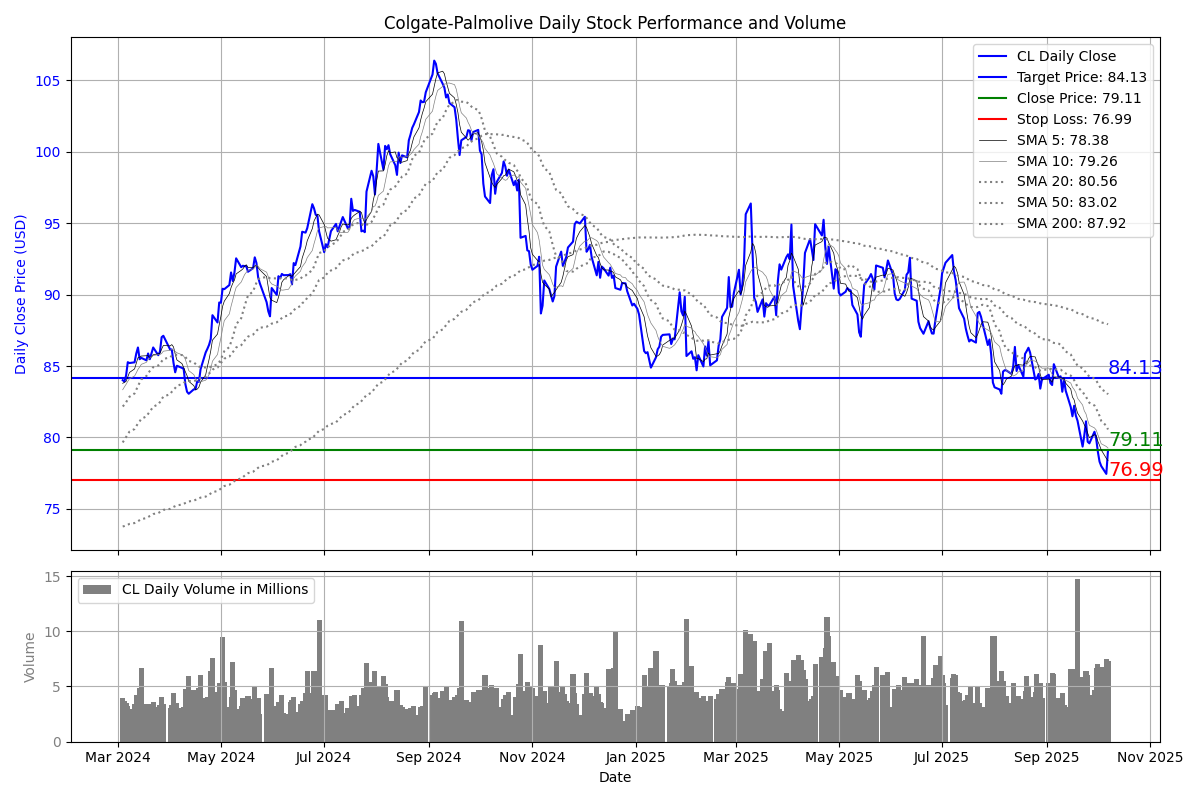 Colgate-Palmolive Daily Stock Performance and Volume
Daily Close Price (USD)
105
100
95
90
85
80
75
CL Daily Close
Target Price: 84.13
Close Price: 79.11
Stop Loss: 76.99
SMA 5: 78.38
SMA 10: 79.26
SMA 20: 80.56
SMA 50: 83.02
SMA 200: 87.92
84.13
79.11
76.99
Volume
15
10
5
0
CL Daily Volume in Millions
Mar 2024 May 2024 Jul 2024 Sep 2024 Nov 2024 Jan 2025 Mar 2025 May 2025 Jul 2025 Sep 2025 Nov 2025
Date